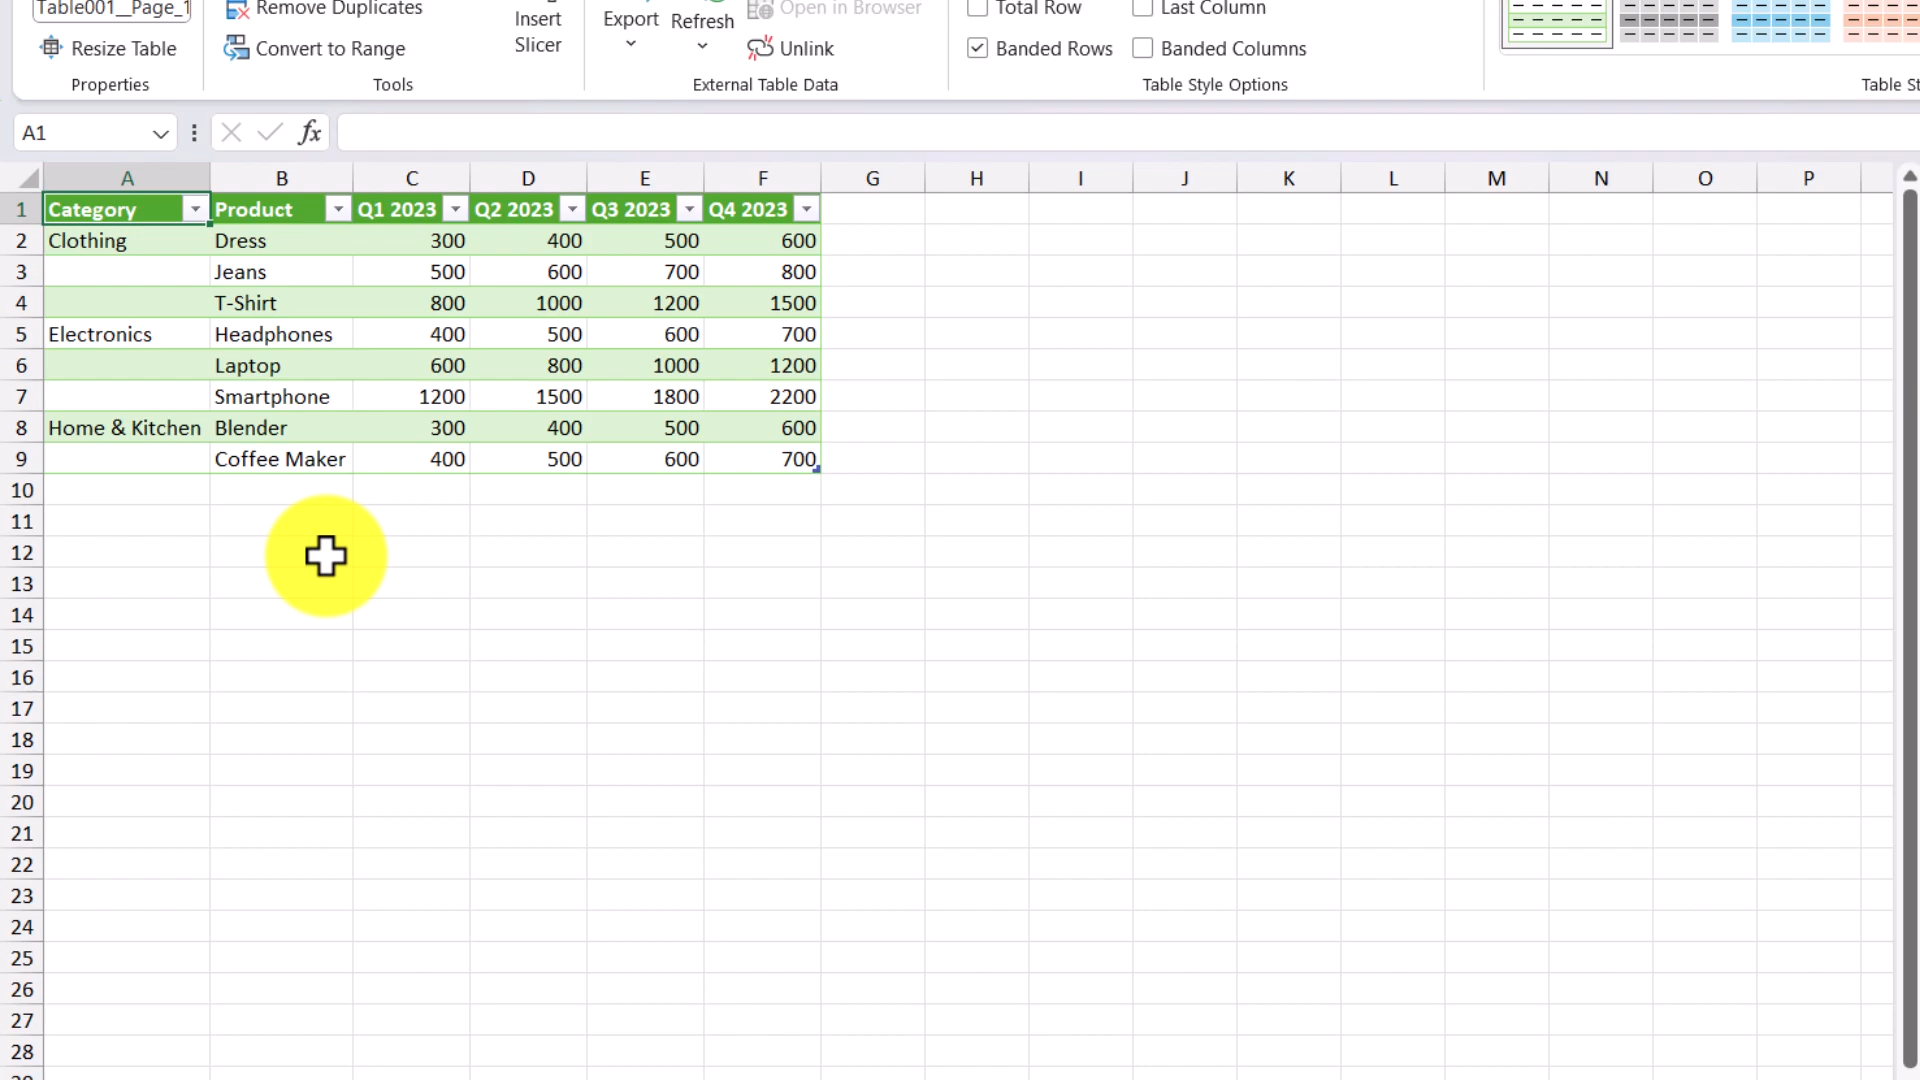 Table001__Page_1 Remove Duplicates Insert Export Refresh Open in Browser Total Row Last Column
Resize Table Convert to Range Slicer Unlink Banded Rows Banded Columns
Properties Tools External Table Data Table Style Options Table St
A1 fx
A B C D E F G H I J K L M N O P
1 Category Product Q1 2023 Q2 2023 Q3 2023 Q4 2023
2 Clothing Dress 300 400 500 600
3 Jeans 500 600 700 800
4 T-Shirt 800 1000 1200 1500
5 Electronics Headphones 400 500 600 700
6 Laptop 600 800 1000 1200
7 Smartphone 1200 1500 1800 2200
8 Home & Kitchen Blender 300 400 500 600
9 Coffee Maker 400 500 600 700
10
11
12
13
14
15
16
17
18
19
20
21
22
23
24
25
26
27
28